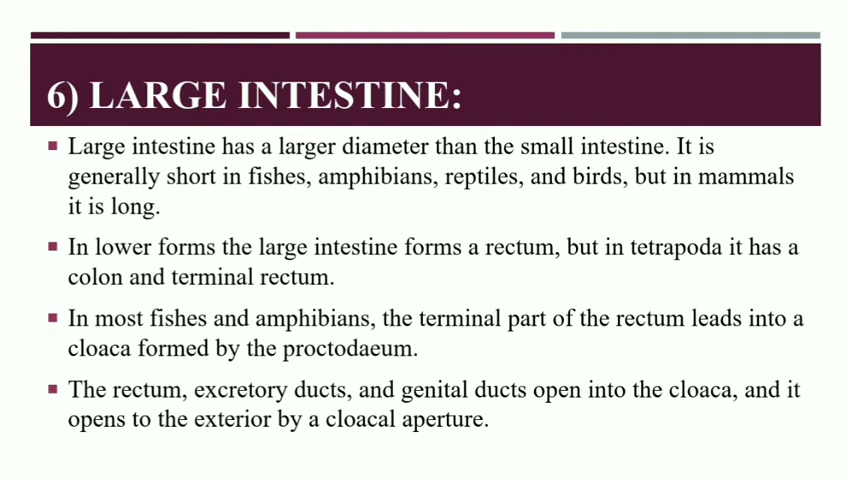 6) LARGE INTESTINE:
Large intestine has a larger diameter than the small intestine. It is
generally short in fishes, amphibians, reptiles, and birds, but in mammals
it is long.
In lower forms the large intestine forms a rectum, but in tetrapoda it has a
colon and terminal rectum.
In most fishes and amphibians, the terminal part of the rectum leads into a
cloaca formed by the proctodaeum.
The rectum, excretory ducts, and genital ducts open into the cloaca, and it
opens to the exterior by a cloacal aperture.